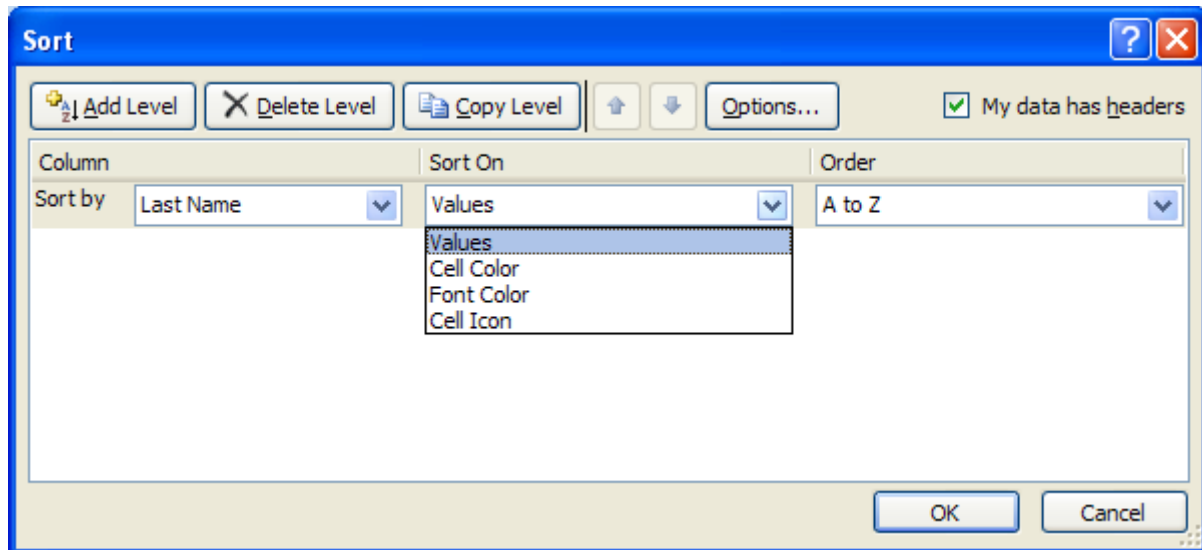 Sort
Add Level Delete Level Copy Level Options... My data has headers
Column Sort On Order
Sort by Last Name Values A to Z
Values
Cell Color
Font Color
Cell Icon
OK Cancel